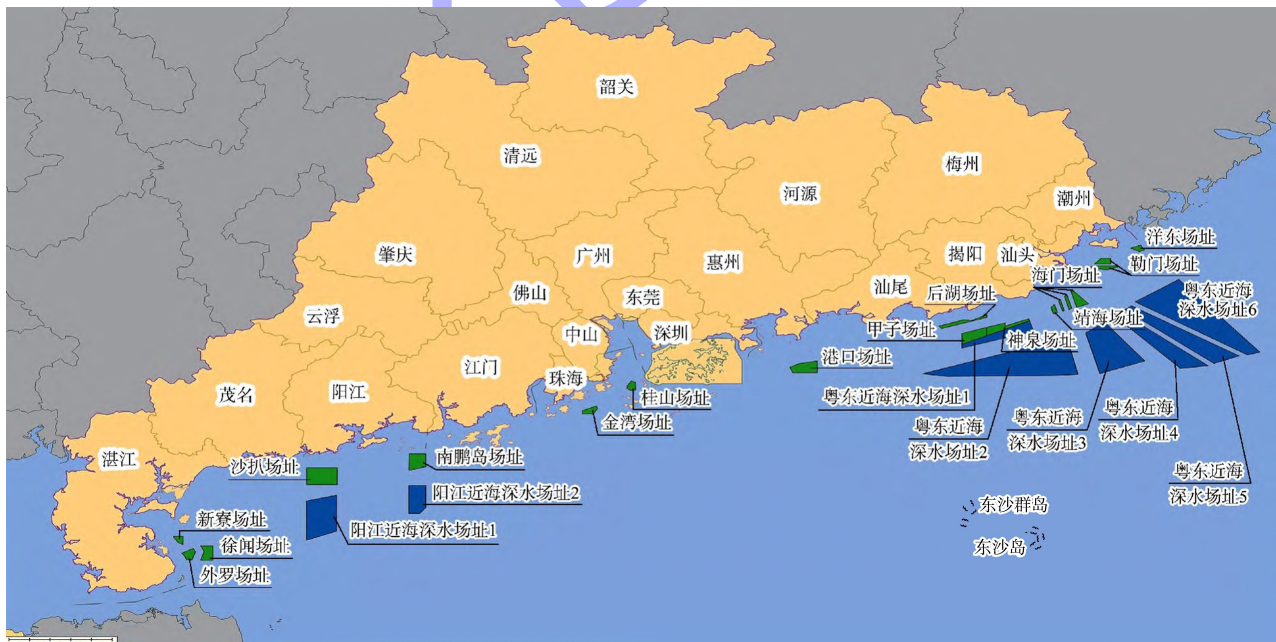 韶关
清远
梅州
河源
潮州
肇庆
广州
惠州
揭阳
汕头
洋东场址
勒门场址
海门场址
佛山
东莞
汕尾
后湖场址
粤东近海
深水场址6
云浮
中山
深圳
甲子场址
神泉场址
靖海场址
江门
港口场址
珠海
茂名
阳江
桂山场址
粤东近海深水场址1
金湾场址
粤东近海
深水场址2
粤东近海
深水场址3
粤东近海
深水场址4
粤东近海
深水场址5
湛江
沙扒场址
南鹏岛场址
阳江近海深水场址2
阳江近海深水场址1
新寮场址
徐闻场址
外罗场址
东沙群岛
东沙岛